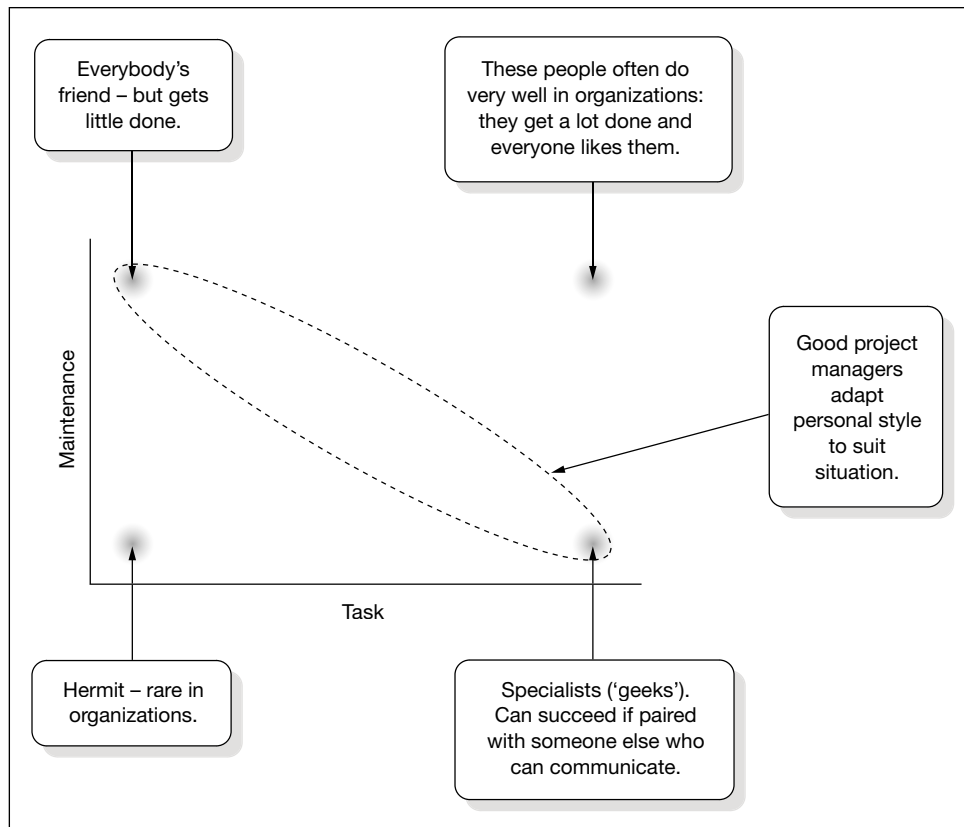 Everybody's
friend – but gets
little done.
These people often do
very well in organizations:
they get a lot done and
everyone likes them.
Good project
managers
adapt
personal style
to suit
situation.
Maintenance
Task
Hermit – rare in
organizations.
Specialists (‘geeks’).
Can succeed if paired
with someone else who
can communicate.